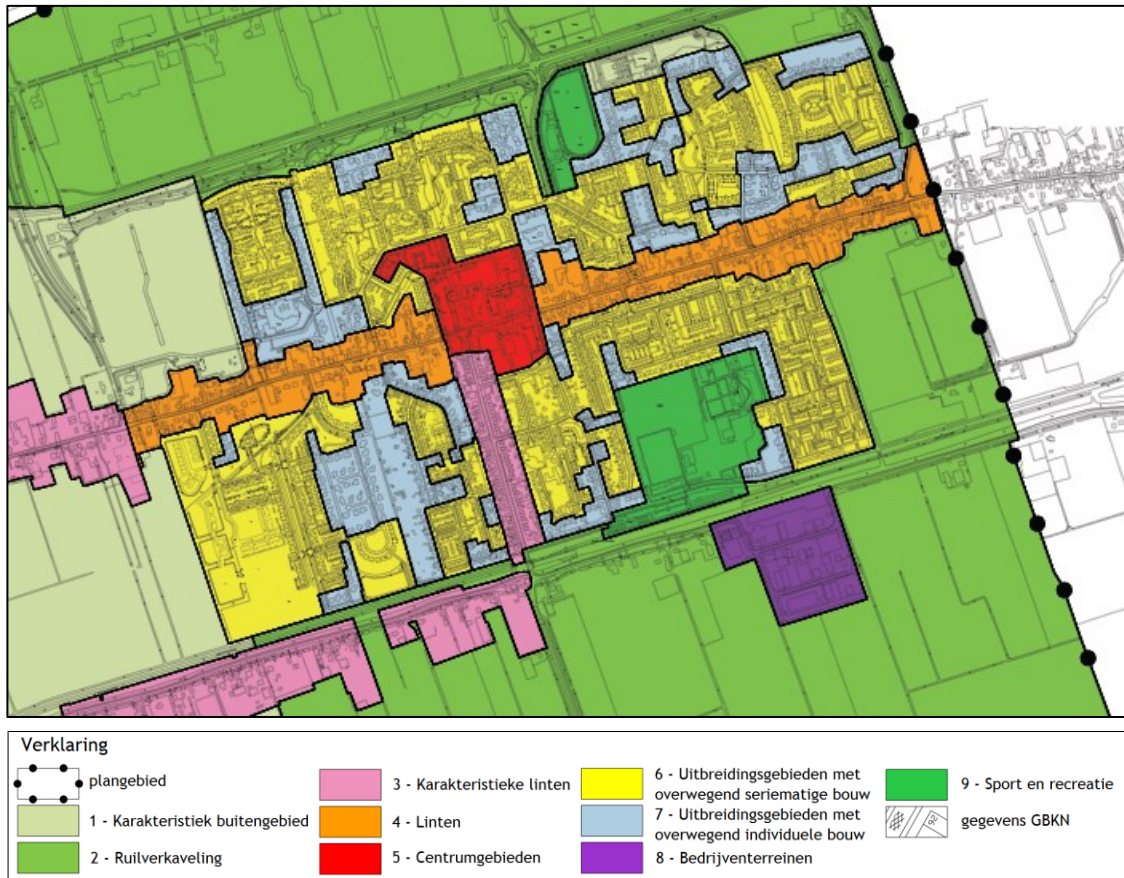 Verklaring
plangebied
1 - Karakteristiek buitengebied
2 - Ruilverkaveling
3 - Karakteristieke linten
4 - Linten
5 - Centrumgebieden
6 - Uitbreidingsgebieden met
overwegend seriematige bouw
7 - Uitbreidingsgebieden met
overwegend individuele bouw
8 - Bedrijventerreinen
9 - Sport en recreatie
92
gegevens GBKN